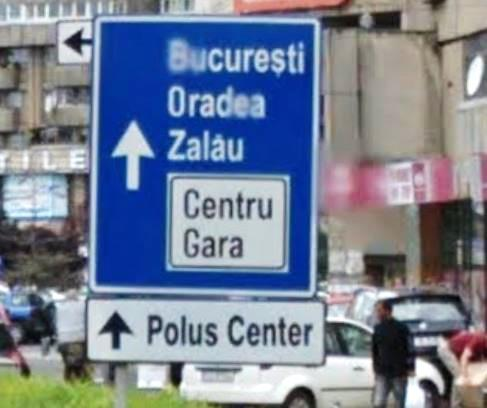 București
Oradea
Zalău
Centru
Gara
Polus Center